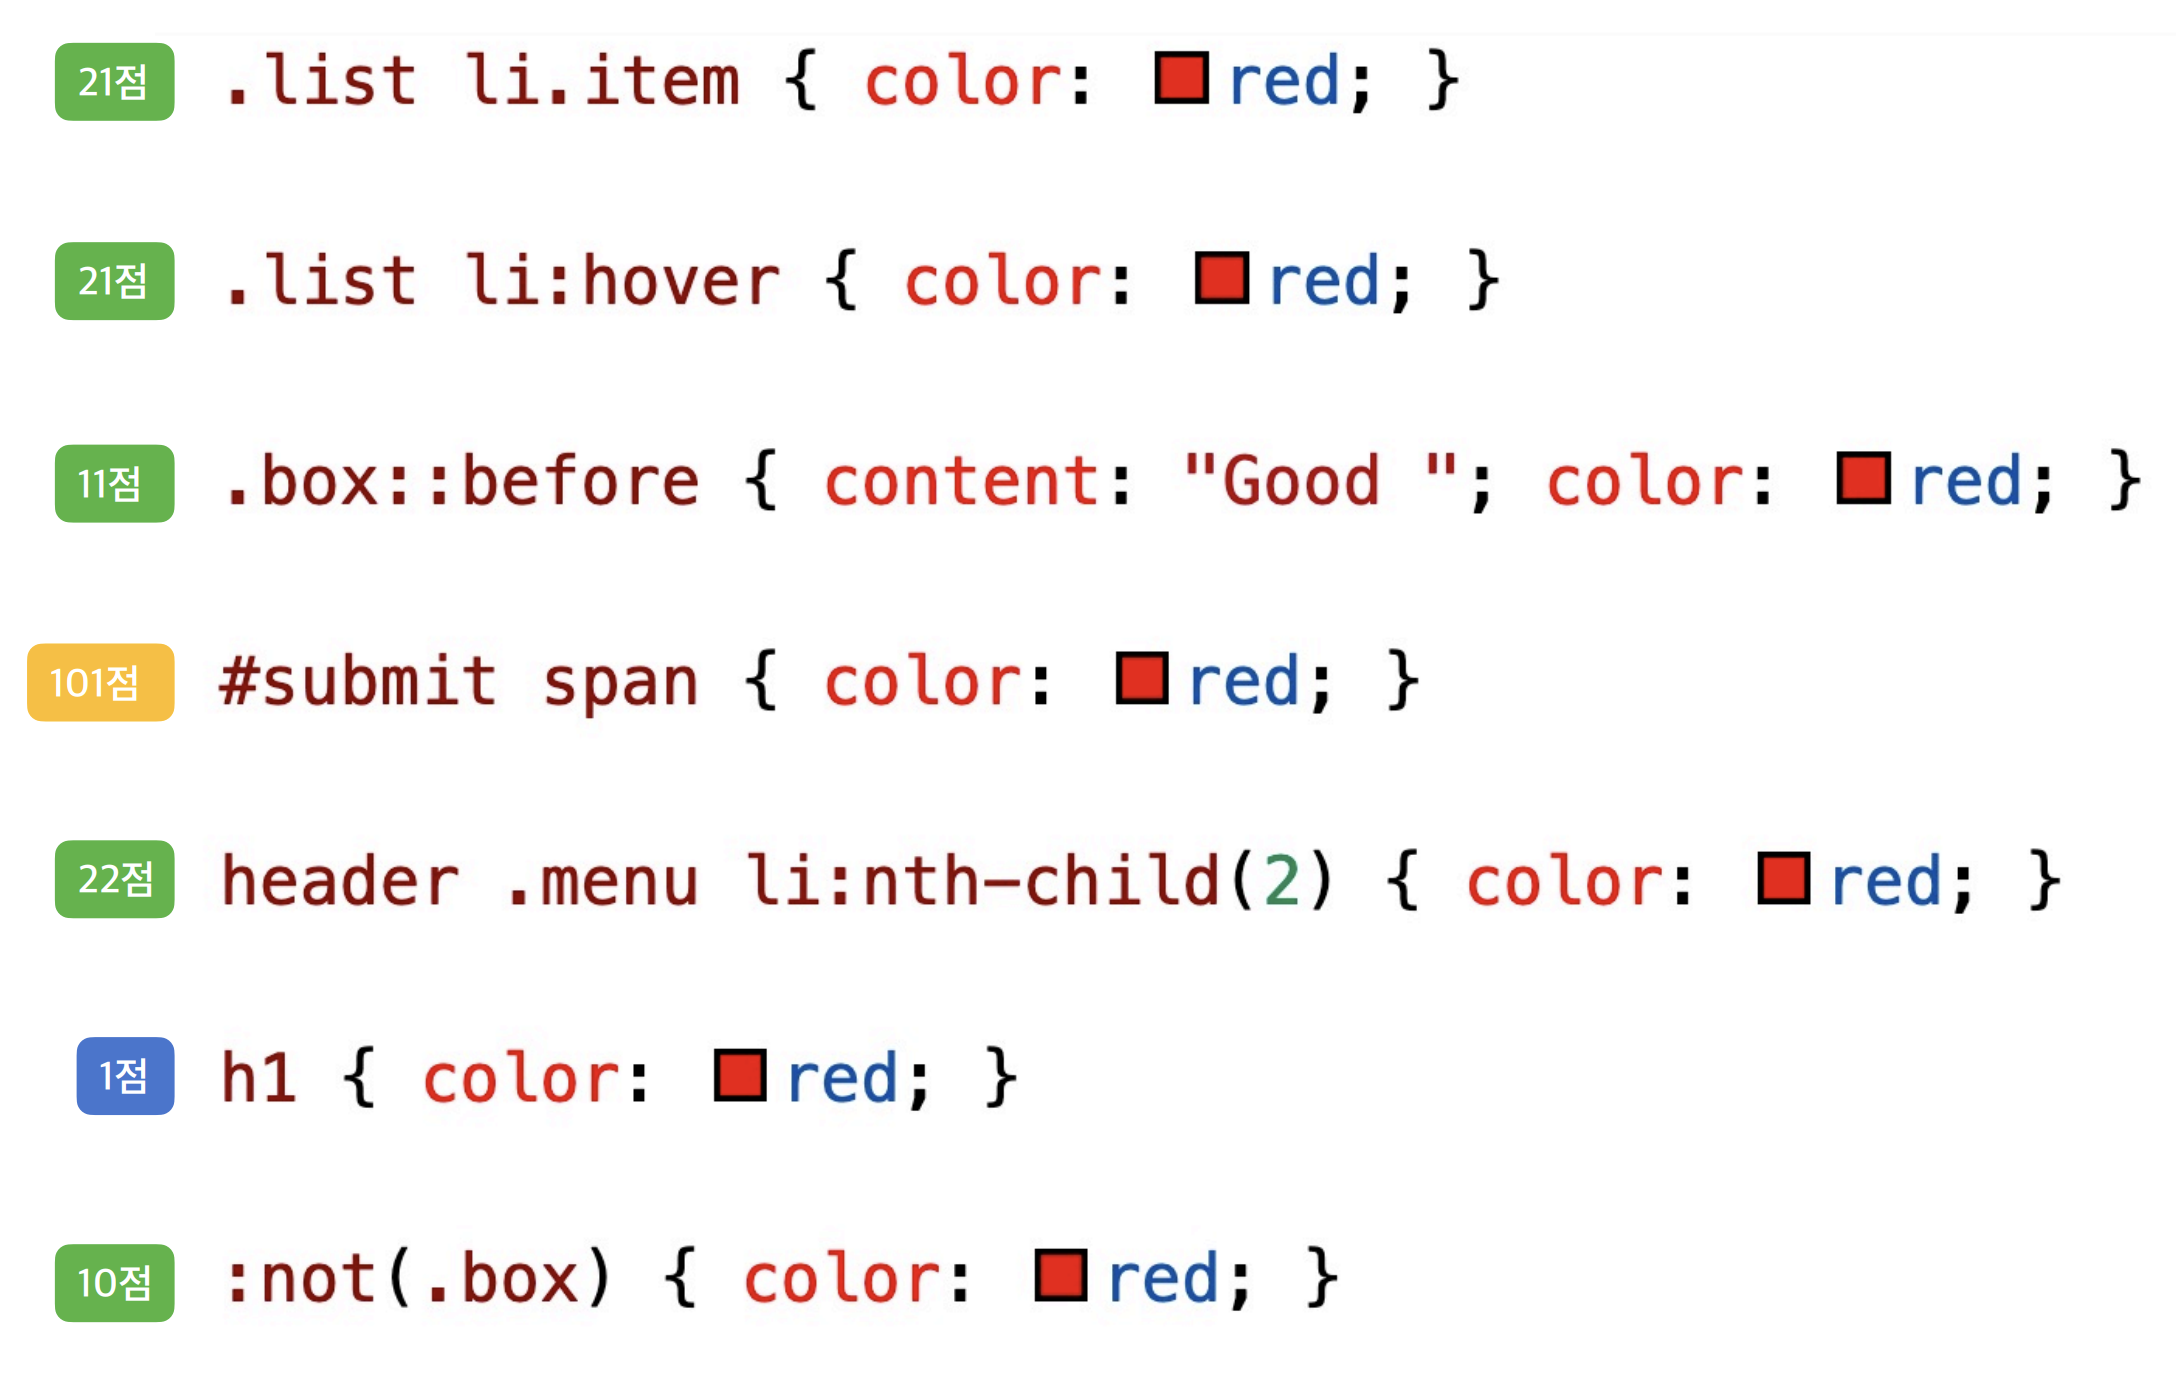 21점 .list li.item { color: red; }
21점 .list li:hover { color: red; }
11점 .box::before { content: "Good "; color: red; }
101점 #submit span { color: red; }
22점 header .menu li:nth-child(2) { color: red; }
1점 h1 { color: red; }
10점 :not(.box) { color: red; }